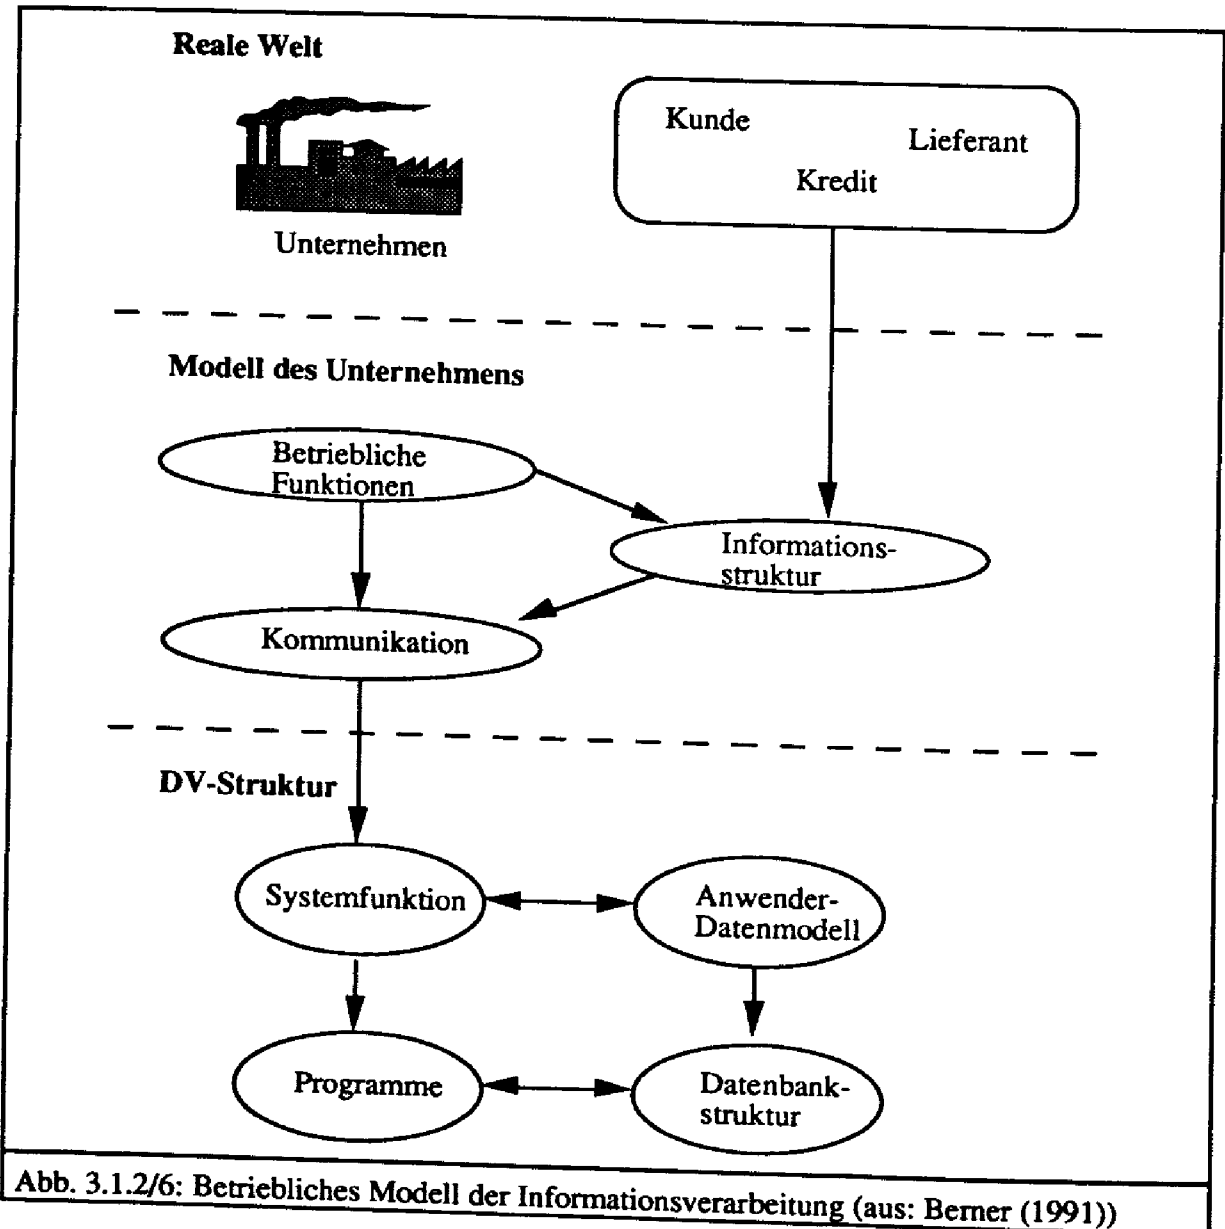 Reale Welt
Kunde
Lieferant
Kredit
Unternehmen
Modell des Unternehmens
Betriebliche
Funktionen
Informations-
struktur
Kommunikation
DV-Struktur
Systemfunktion
Anwender-
Datenmodell
Programme
Datenbank-
struktur
Abb. 3.1.2/6: Betriebliches Modell der Informationsverarbeitung (aus: Berner (1991))